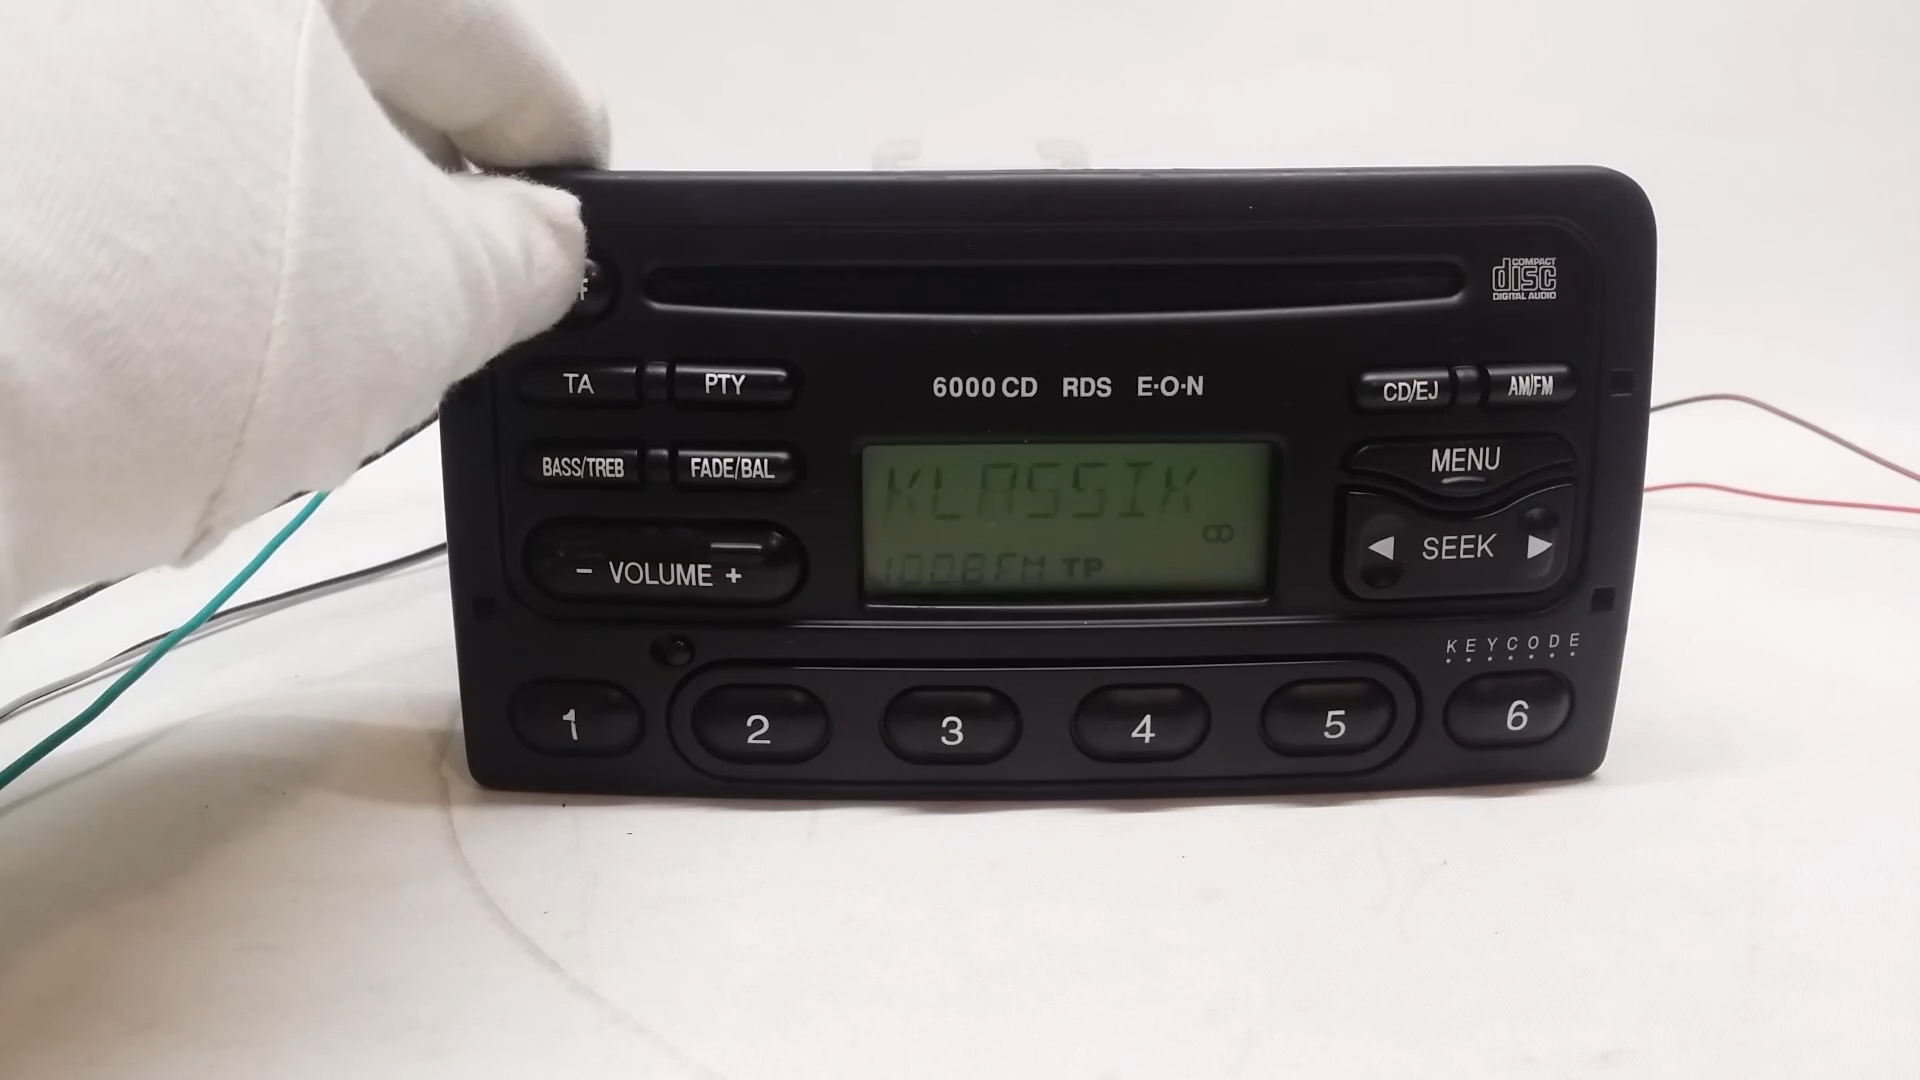 COMPACT
disc
DIGITAL AUDIO
TA PTY
6000 CD RDS E·O·N
CD/EJ AM/FM
BASS/TREB FADE/BAL
KLASSIK
MENU
- VOLUME +
100.8FM TP
SEEK
KEYCODE
1 2 3 4 5 6